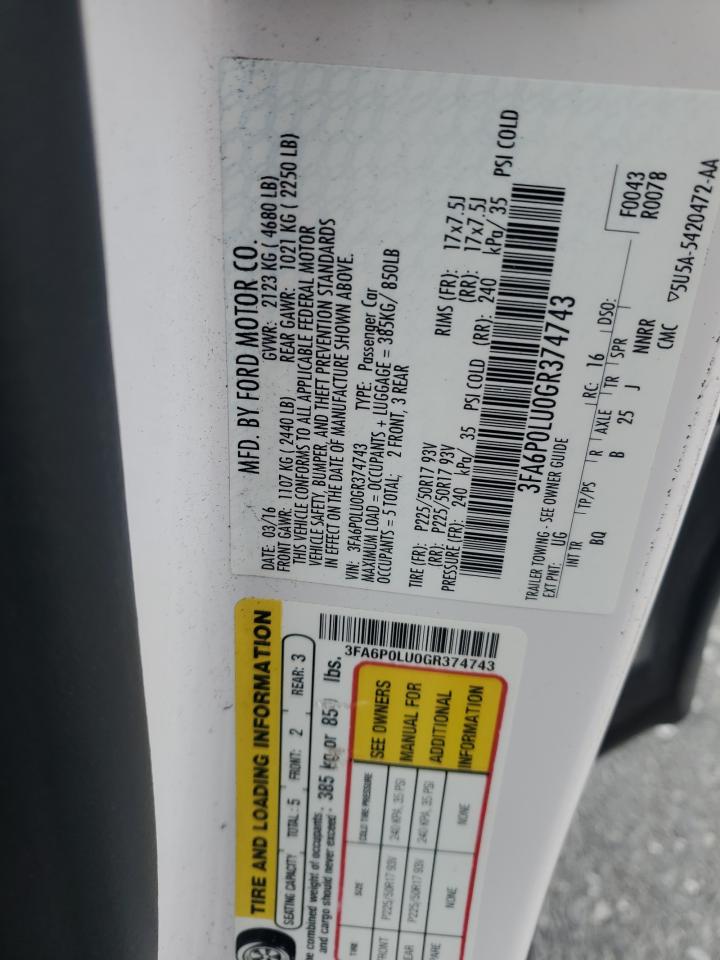 MFD. BY FORD MOTOR CO.
DATE: 03/16 GVWR: 2123 KG ( 4680 LB)
FRONT GAWR: 1107 KG ( 2440 LB) REAR GAWR: 1021 KG ( 2250 LB)
THIS VEHICLE CONFORMS TO ALL APPLICABLE FEDERAL MOTOR
VEHICLE SAFETY, BUMPER, AND THEFT PREVENTION STANDARDS
IN EFFECT ON THE DATE OF MANUFACTURE SHOWN ABOVE.
VIN: 3FA6P0LU0GR374743 TYPE: Passenger Car
MAXIMUM LOAD = OCCUPANTS + LUGGAGE = 385KG/ 850LB
OCCUPANTS = 5 TOTAL; 2 FRONT, 3 REAR
TIRE (FR): P225/50R17 93V RIMS (FR): 17x7.5J
(RR): P225/50R17 93V (RR): 17x7.5J
PRESSURE (FR): 240 kPa/ 35 PSI COLD (RR): 240 kPa/ 35 PSI COLD
3FA6P0LU0GR374743
TRAILER TOWING - SEE OWNER GUIDE
EXT PNT: UG RC: 16 DSO: F0043
R0078
INT TR TP/PS R AXLE TR SPR
BQ B 25 J NNRR
CMC
▽5U5A-5420472-AA
TIRE AND LOADING INFORMATION
SEATING CAPACITY TOTAL: 5 FRONT: 2 REAR: 3
combined weight of occupants
and cargo should never exceed: 385 kg or lbs.
3FA6P0LU0GR374743
TIRE SIZE COLD TIRE PRESSURE
P225/50R17 93V 240 KPA, 35 PSI
P225/50R17 93V 240 KPA, 35 PSI
NONE NONE
SEE OWNERS
MANUAL FOR
ADDITIONAL
INFORMATION